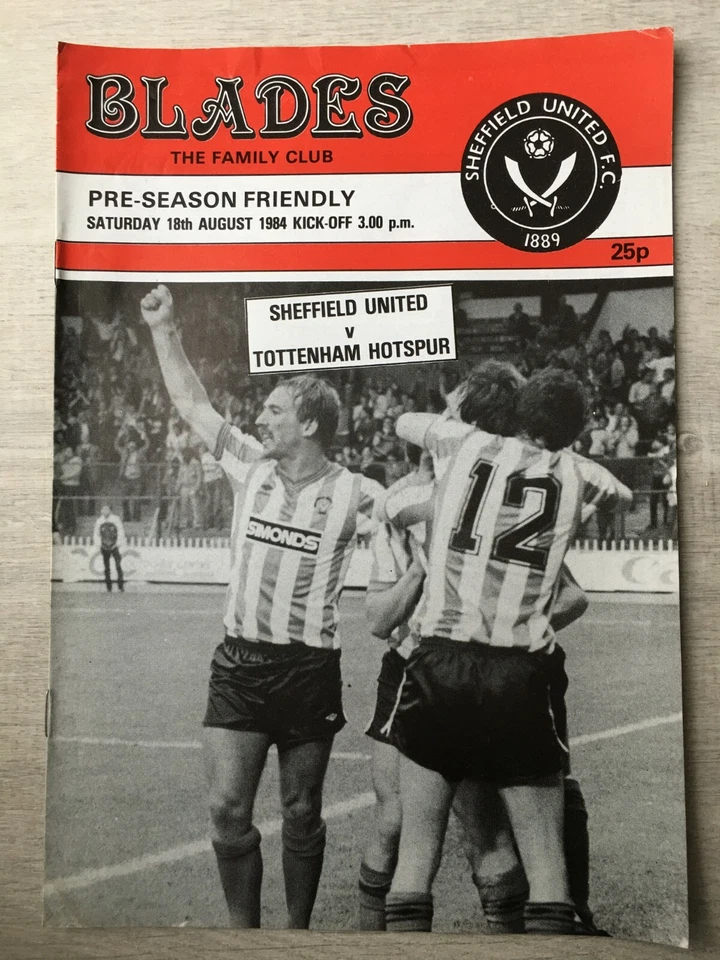 BLADES
THE FAMILY CLUB
SHEFFIELD UNITED F.C.
1889
PRE-SEASON FRIENDLY
SATURDAY 18th AUGUST 1984 KICK-OFF 3.00 p.m.
25p
SHEFFIELD UNITED
v
TOTTENHAM HOTSPUR
SIMONDS
12